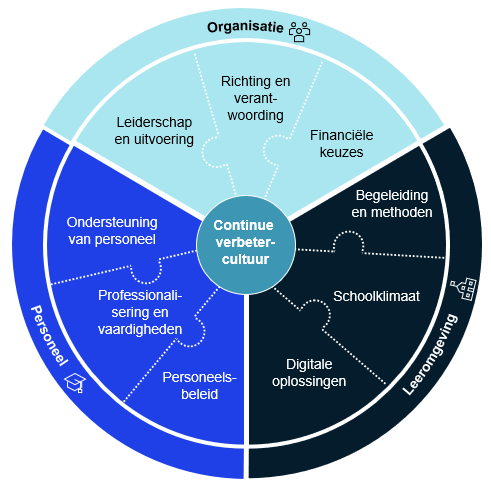 Organisatie
Richting en
verant-
woording
Leiderschap
en uitvoering
Financiële
keuzes
Begeleiding
en methoden
Ondersteuning
van personeel
Continue
verbeter-
cultuur
Professionali-
sering en
vaardigheden
Schoolklimaat
Personeels-
beleid
Digitale
oplossingen
Personeel
Leeromgeving